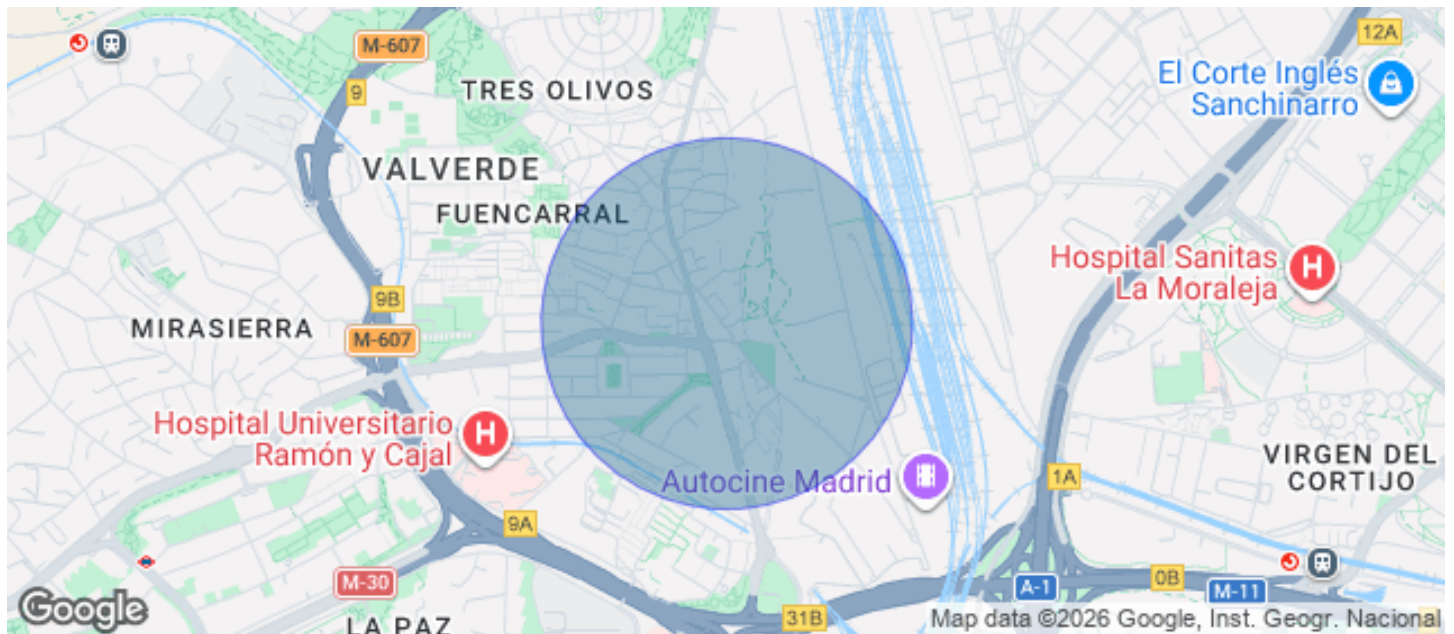 M-607
12A
El Corte Inglés
Sanchinarro
9
TRES OLIVOS
VALVERDE
FUENCARRAL
Hospital Sanitas
La Moraleja
H
9B
MIRASIERRA
M-607
Hospital Universitario
Ramón y Cajal
H
VIRGEN DEL
CORTIJO
Autocine Madrid
1A
9A
M-30
A-1
0B
M-11
Google
LA PAZ
31B
Map data ©2026 Google, Inst. Geogr. Nacional